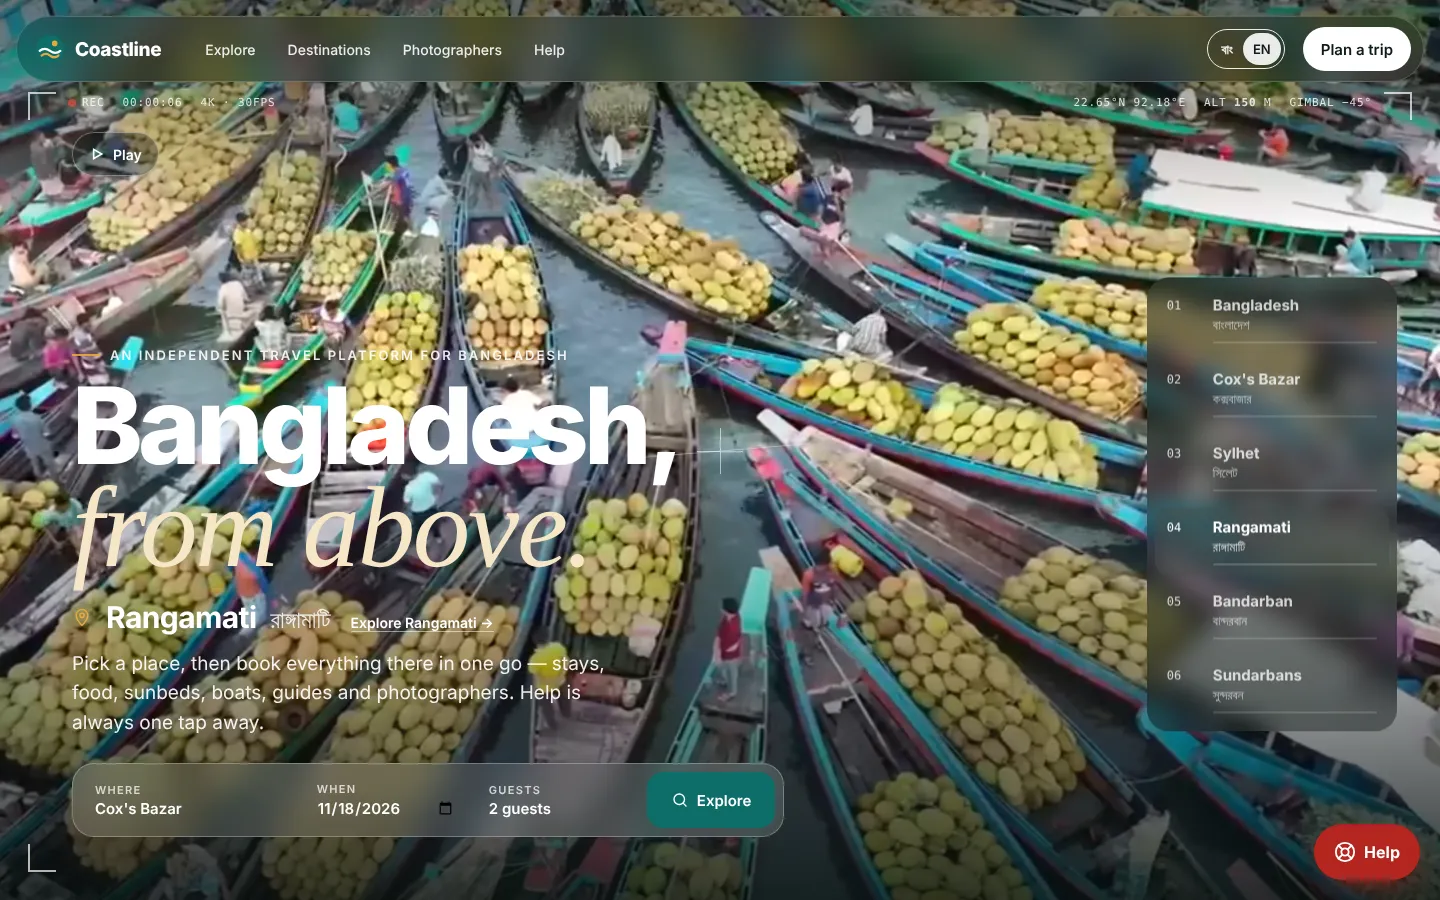 Coastline
Explore
Destinations
Photographers
Help
বাং
EN
Plan a trip
REC 00:00:06 4K · 30FPS
22.65°N 92.18°E ALT 150 M GIMBAL −45°
Play
AN INDEPENDENT TRAVEL PLATFORM FOR BANGLADESH
Bangladesh,
from above.
Rangamati রাঙ্গামাটি Explore Rangamati →
Pick a place, then book everything there in one go — stays,
food, sunbeds, boats, guides and photographers. Help is
always one tap away.
WHERE
Cox's Bazar
WHEN
11/18/2026
GUESTS
2 guests
Explore
01 Bangladesh
বাংলাদেশ
02 Cox's Bazar
কক্সবাজার
03 Sylhet
সিলেট
04 Rangamati
রাঙ্গামাটি
05 Bandarban
বান্দরবান
06 Sundarbans
সুন্দরবন
Help